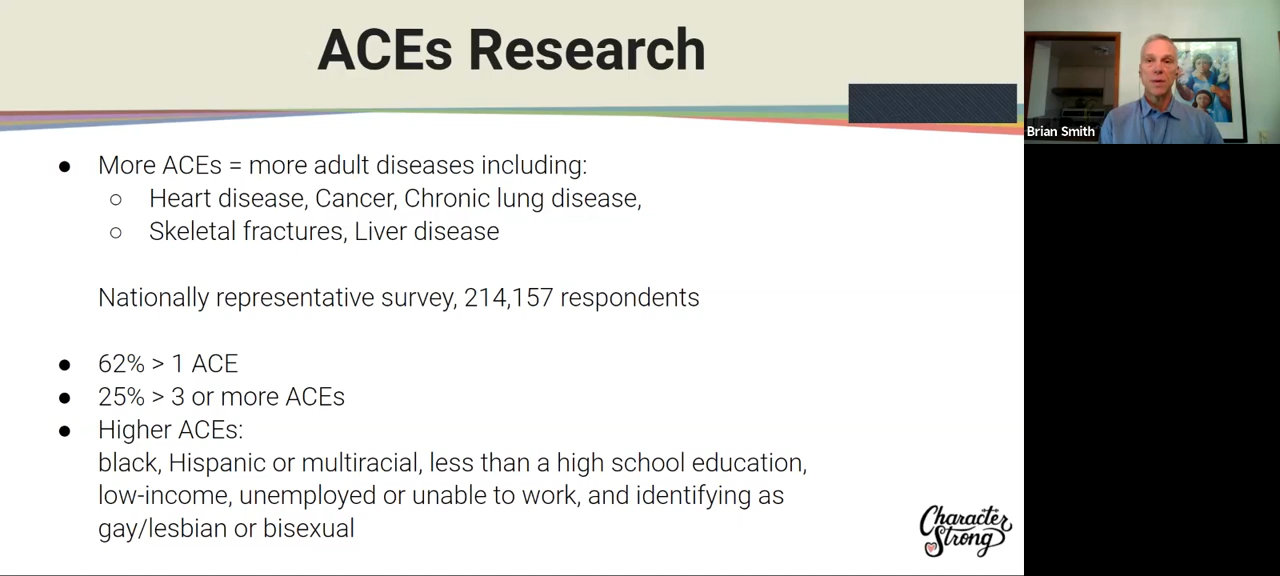 ACEs Research
Brian Smith
● More ACEs = more adult diseases including:
○ Heart disease, Cancer, Chronic lung disease,
○ Skeletal fractures, Liver disease
Nationally representative survey, 214,157 respondents
● 62% > 1 ACE
● 25% > 3 or more ACEs
● Higher ACEs:
black, Hispanic or multiracial, less than a high school education,
low-income, unemployed or unable to work, and identifying as
gay/lesbian or bisexual
Character
Strong